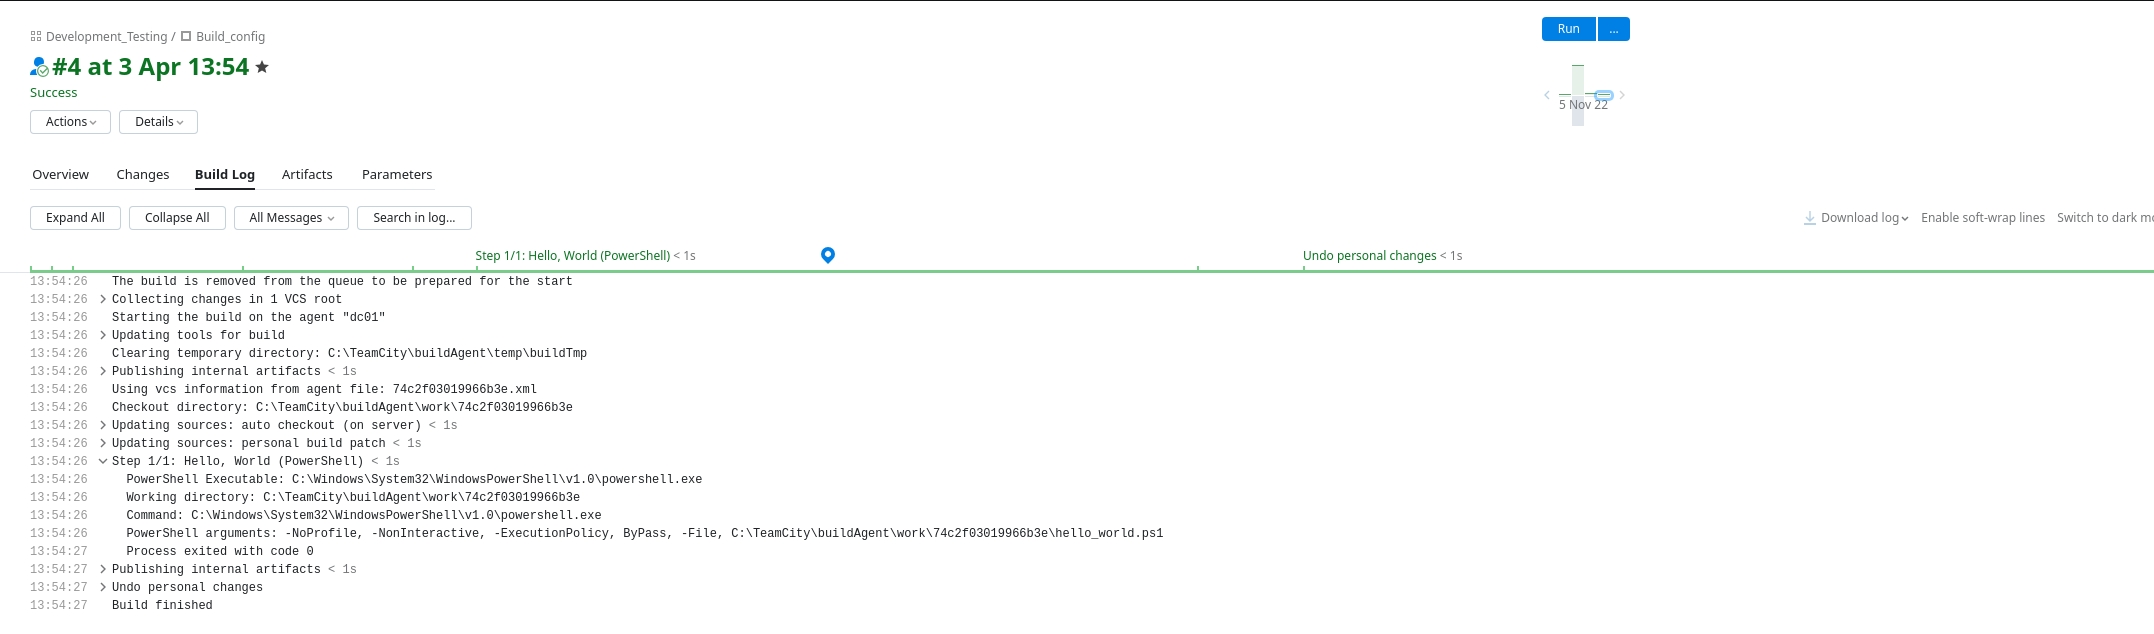 Development_Testing / Build_config
Run ...
#4 at 3 Apr 13:54
Success
5 Nov 22
Actions Details
Overview Changes Build Log Artifacts Parameters
Expand All Collapse All All Messages Search in log... Download log Enable soft-wrap lines Switch to dark mo
Step 1/1: Hello, World (PowerShell) < 1s Undo personal changes < 1s
13:54:26 The build is removed from the queue to be prepared for the start
13:54:26 Collecting changes in 1 VCS root
13:54:26 Starting the build on the agent "dc01"
13:54:26 Updating tools for build
13:54:26 Clearing temporary directory: C:\TeamCity\buildAgent\temp\buildTmp
13:54:26 Publishing internal artifacts < 1s
13:54:26 Using vcs information from agent file: 74c2f03019966b3e.xml
13:54:26 Checkout directory: C:\TeamCity\buildAgent\work\74c2f03019966b3e
13:54:26 Updating sources: auto checkout (on server) < 1s
13:54:26 Updating sources: personal build patch < 1s
13:54:26 Step 1/1: Hello, World (PowerShell) < 1s
13:54:26 PowerShell Executable: C:\Windows\System32\WindowsPowerShell\v1.0\powershell.exe
13:54:26 Working directory: C:\TeamCity\buildAgent\work\74c2f03019966b3e
13:54:26 Command: C:\Windows\System32\WindowsPowerShell\v1.0\powershell.exe
13:54:26 PowerShell arguments: -NoProfile, -NonInteractive, -ExecutionPolicy, ByPass, -File, C:\TeamCity\buildAgent\work\74c2f03019966b3e\hello_world.ps1
13:54:27 Process exited with code 0
13:54:27 Publishing internal artifacts < 1s
13:54:27 Undo personal changes
13:54:27 Build finished